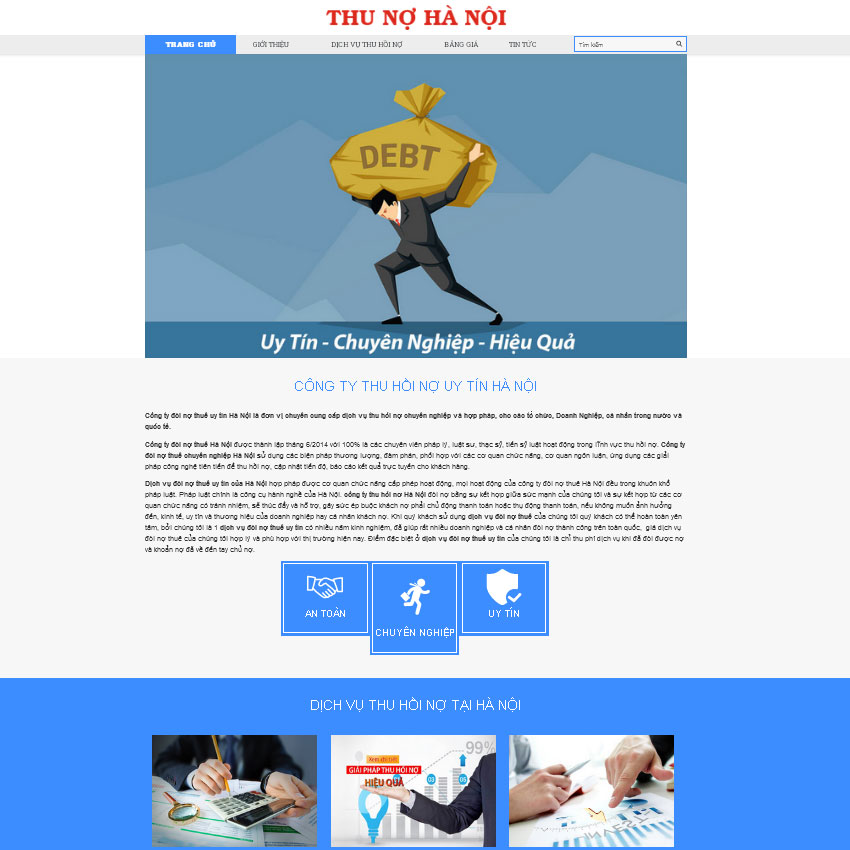 THU NỢ HÀ NỘI
TRANG CHỦ GIỚI THIỆU DỊCH VỤ THU HỒI NỢ BẢNG GIÁ TIN TỨC Tìm kiếm
DEBT
Uy Tín - Chuyên Nghiệp - Hiệu Quả
CÔNG TY THU HỒI NỢ UY TÍN HÀ NỘI
Công ty đòi nợ thuê uy tín Hà Nội là đơn vị chuyên cung cấp dịch vụ thu hồi nợ chuyên nghiệp và hợp pháp, cho các tổ chức, Doanh Nghiệp, cá nhân trong nước và
quốc tế.
Công ty đòi nợ thuê Hà Nội được thành lập tháng 6/2014 với 100% là các chuyên viên pháp lý, luật sư, thạc sỹ, tiến sỹ luật hoạt động trong lĩnh vực thu hồi nợ. Công ty
đòi nợ thuê chuyên nghiệp Hà Nội sử dụng các biện pháp thương lượng, đàm phán, phối hợp với các cơ quan chức năng, cơ quan ngôn luận, ứng dụng các giải
pháp công nghệ tiên tiến để thu hồi nợ, cập nhật tiến độ, báo cáo kết quả trực tuyến cho khách hàng.
Dịch vụ đòi nợ thuê uy tín của Hà Nội hợp pháp được cơ quan chức năng cấp phép hoạt động, mọi hoạt động của công ty đòi nợ thuê Hà Nội đều trong khuôn khổ
pháp luật. Pháp luật chính là công cụ hành nghề của Hà Nội. công ty thu hồi nơ Hà Nội đòi nợ bằng sự kết hợp giữa sức mạnh của chúng tôi và sự kết hợp từ các cơ
quan chức năng có trách nhiệm, sẽ thúc đẩy và hỗ trợ, gây sức ép buộc khách nợ phải chủ động thanh toán hoặc thụ động thanh toán, nếu không muốn ảnh hưởng
đến, kinh tế, uy tín và thương hiệu của doanh nghiệp hay cá nhân khách nợ. Khi quý khách sử dụng dịch vụ đòi nợ thuê của chúng tôi quý khách có thể hoàn toàn yên
tâm, bởi chúng tôi là 1 dịch vụ đòi nợ thuê uy tín có nhiều năm kinh nghiệm, đã giúp rất nhiều doanh nghiệp và cá nhân đòi nợ thành công trên toàn quốc, giá dịch vụ
đòi nợ thuê của chúng tôi hợp lý và phù hợp với thị trường hiện nay. Điểm đặc biệt ở dịch vụ đòi nợ thuê uy tín của chúng tôi là chỉ thu phí dịch vụ khi đã đòi được nợ
và khoản nợ đã về đến tay chủ nợ.
AN TOÀN CHUYÊN NGHIỆP UY TÍN
DỊCH VỤ THU HỒI NỢ TẠI HÀ NỘI
99%
Xem chi tiết
GIẢI PHÁP THU HỒI NỢ
HIỆU QUẢ